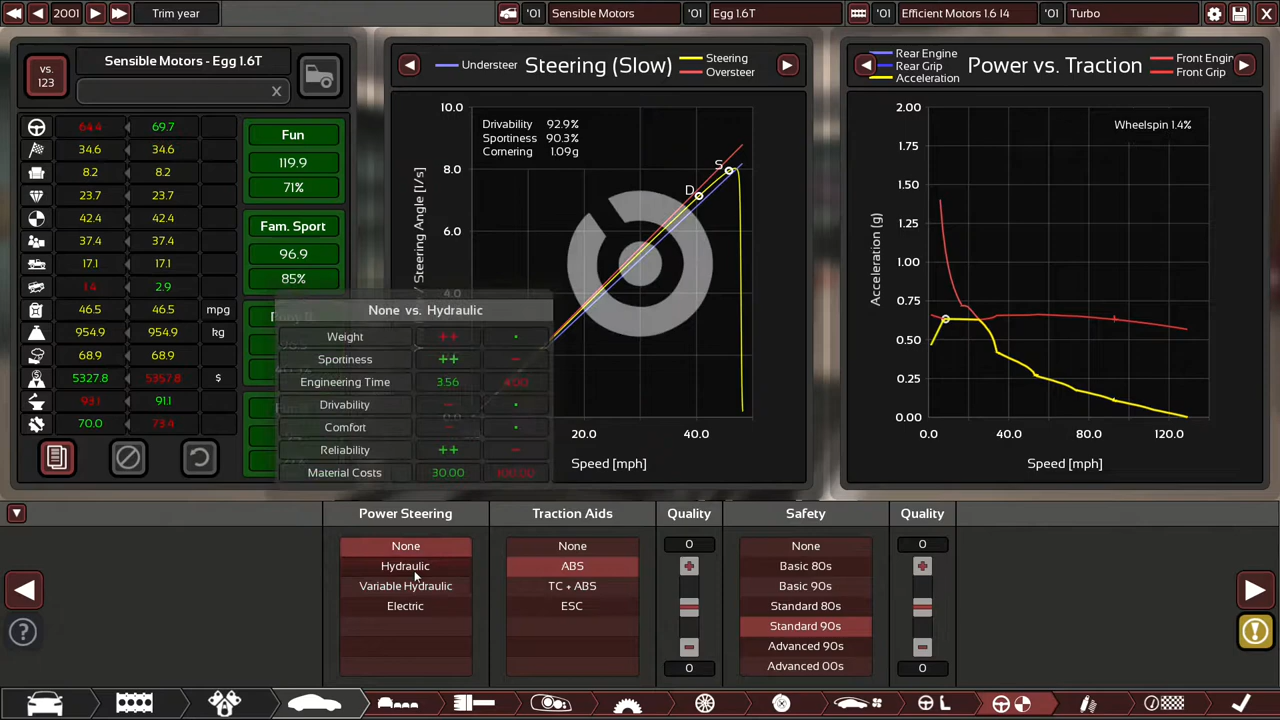 2001
Trim year
'01
Sensible Motors
'01
Egg 1.6T
'01
Efficient Motors 1.6 I4
'01
Turbo
vs.
123
Sensible Motors - Egg 1.6T
64.4 69.7
34.6 34.6
8.2 8.2
23.7 23.7
42.4 42.4
37.4 37.4
17.1 17.1
1.4 2.9
46.5 46.5 mpg
954.9 954.9 kg
68.9 68.9
5327.8 5357.8 $
93.1 91.1
70.0 73.4
Fun
119.9
71%
Fam. Sport
96.9
85%
Understeer
Steering (Slow)
Steering
Oversteer
10.0
8.0
6.0
4.0
0.0
Drivability 92.9%
Sportiness 90.3%
Cornering 1.09g
S
D
20.0
40.0
Speed [mph]
None vs. Hydraulic
Weight ++ ·
Sportiness ++ -
Engineering Time 3.56 4.00
Drivability - ·
Comfort - ·
Reliability ++ -
Material Costs 30.00 100.00
Rear Engine
Rear Grip
Acceleration
Power vs. Traction
Front Engin
Front Grip
Wheelspin 1.4%
Acceleration (g)
2.00
1.75
1.50
1.25
1.00
0.75
0.50
0.25
0.00
0.0
40.0
80.0
120.0
Speed [mph]
Power Steering
None
Hydraulic
Variable Hydraulic
Electric
Traction Aids
None
ABS
TC + ABS
ESC
Quality
0
0
Safety
None
Basic 80s
Basic 90s
Standard 80s
Standard 90s
Advanced 90s
Advanced 00s
Quality
0
0